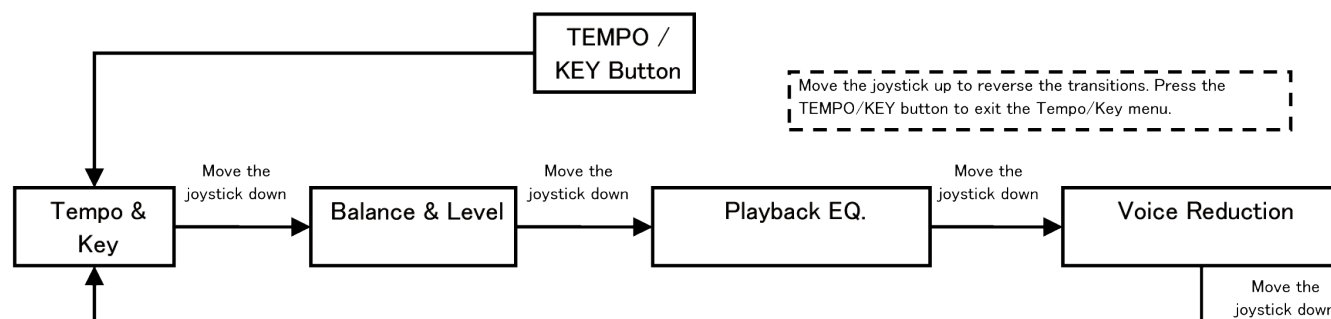 TEMPO /
KEY Button
Move the joystick up to reverse the transitions. Press the
TEMPO/KEY button to exit the Tempo/Key menu.
Move the
joystick down
Move the
joystick down
Move the
joystick down
Tempo &
Key
Balance & Level
Playback EQ.
Voice Reduction
Move the
joystick down